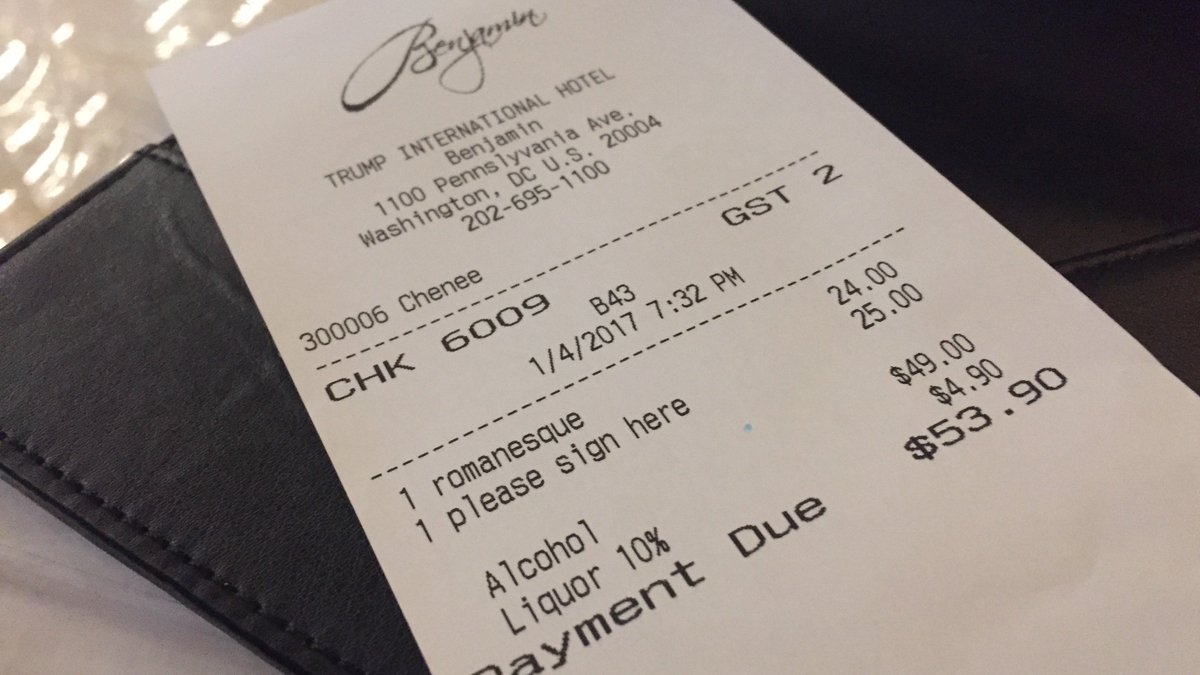 Benjamin
TRUMP INTERNATIONAL HOTEL
Benjamin
1100 Pennsylvania Ave.
Washington, DC U.S. 20004
202-695-1100
300006 Chenee
CHK 6009 B43 GST 2
1/4/2017 7:32 PM
1 romanesque 24.00
1 please sign here 25.00
Alcohol $49.00
Liquor 10% $4.90
Payment Due $53.90